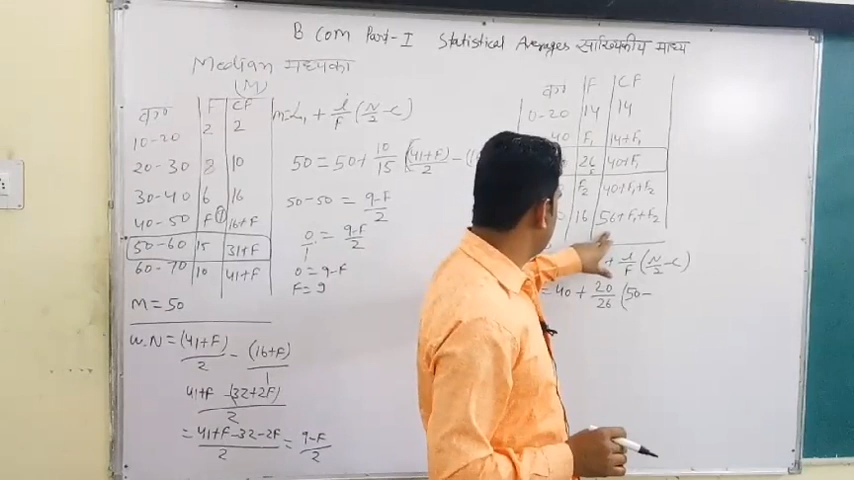 B Com Part-I Statistical Averages सांख्यिकीय माध्य
Median माध्यका
(M)
वर्ग F CF
10-20 2 2
20-30 8 10
30-40 6 16
40-50 F 16+F
50-60 15 31+F
60-70 10 41+F
M=50
W.N = (41+F)/2 - (16+F)/1
41+F-(32+2F)/2
= 41+F-32-2F/2 = 9-F/2
m=L₁ + i/F (N/2 - C)
50=50+ 10/15 [(41+F)/2 -
50-50 = 9-F/2
0/1 = 9-F/2
0=9-F
F=9
वर्ग F CF
0-20 14 14
40 F₁ 14+F₁
26 40+F₁
F₂ 40+F₁+F₂
16 56+F₁+F₂
+ i/F (N/2 - C)
= 40 + 20/26 (50-